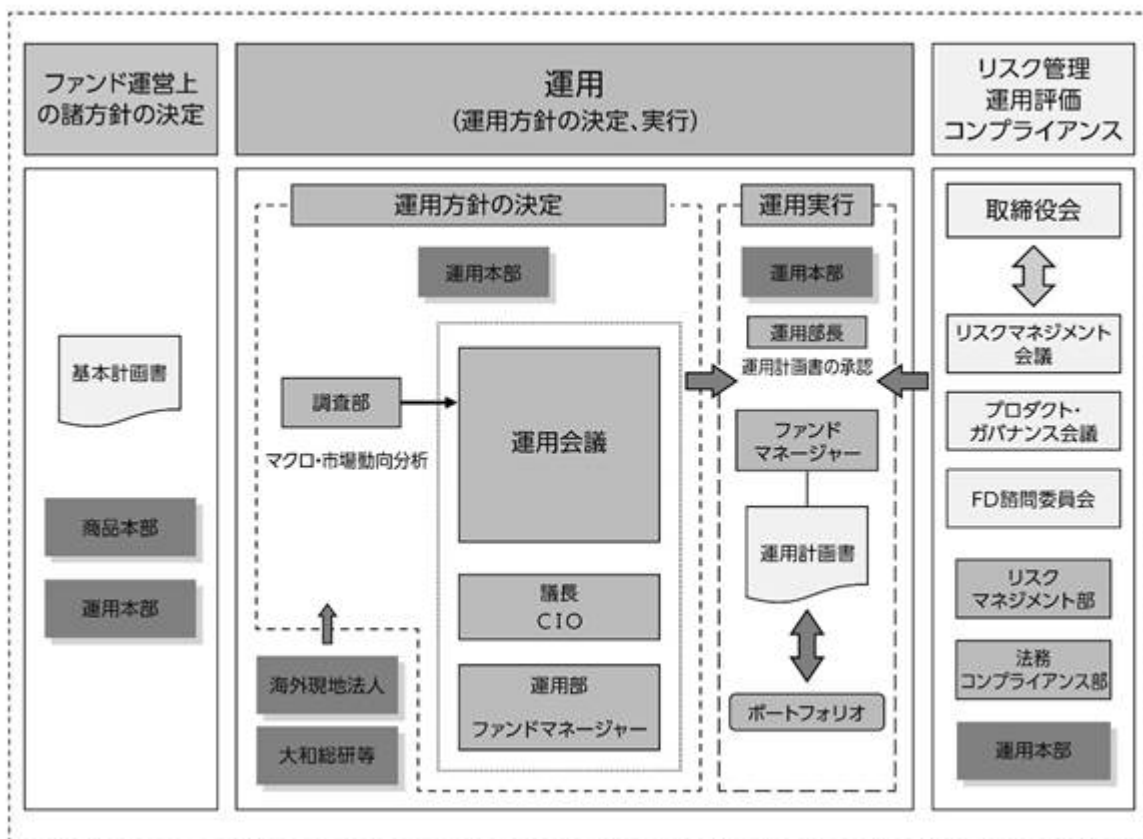 ファンド運営上
の諸方針の決定
基本計画書
商品本部
運用本部
運用
(運用方針の決定、実行)
運用方針の決定
運用本部
調査部
マクロ・市場動向分析
運用会議
議長
CIO
運用部
ファンドマネージャー
海外現地法人
大和総研等
運用実行
運用本部
運用部長
運用計画書の承認
ファンド
マネージャー
運用計画書
ポートフォリオ
リスク管理
運用評価
コンプライアンス
取締役会
リスクマネジメント
会議
プロダクト・
ガバナンス会議
FD諮問委員会
リスク
マネジメント部
法務
コンプライアンス部
運用本部